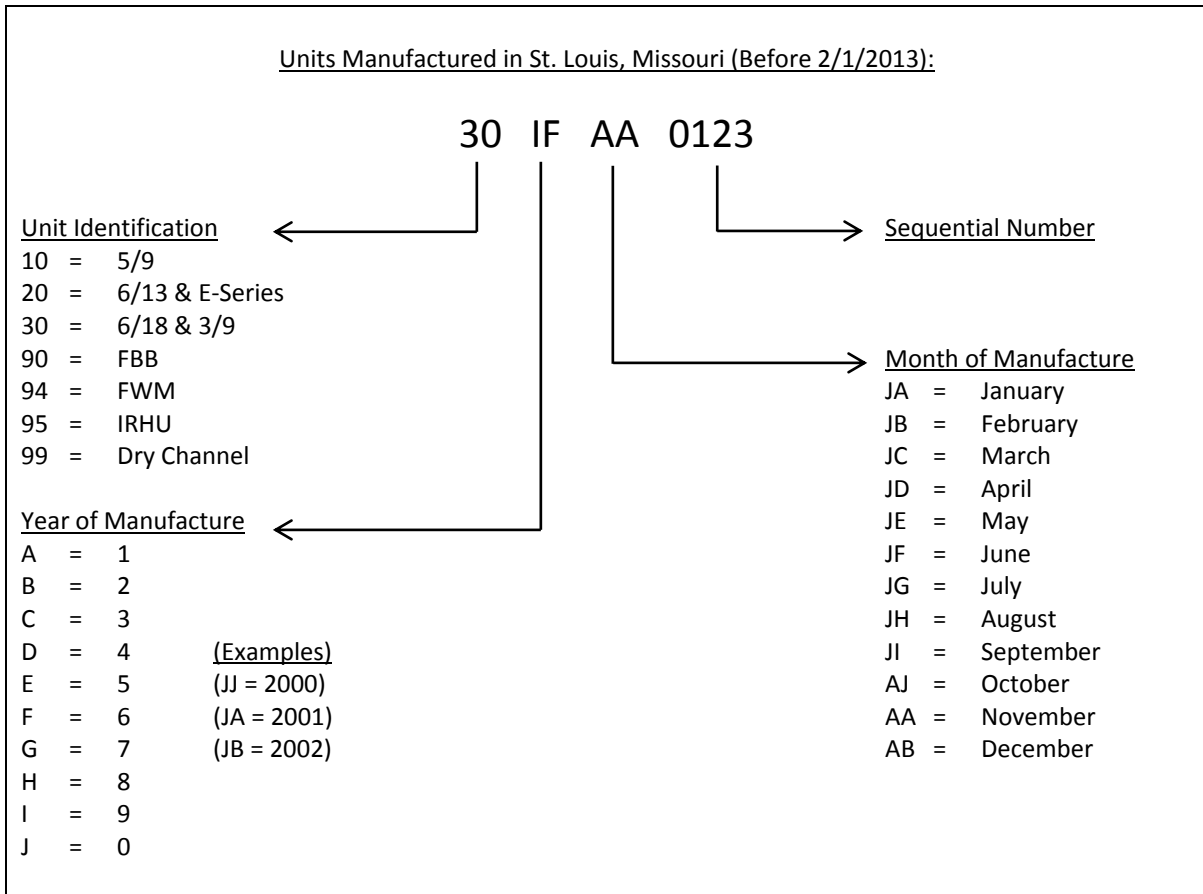 Units Manufactured in St. Louis, Missouri (Before 2/1/2013):
30 IF AA 0123
Unit Identification
10 = 5/9
20 = 6/13 & E-Series
30 = 6/18 & 3/9
90 = FBB
94 = FWM
95 = IRHU
99 = Dry Channel
Year of Manufacture
A = 1
B = 2
C = 3
D = 4 (Examples)
E = 5 (JJ = 2000)
F = 6 (JA = 2001)
G = 7 (JB = 2002)
H = 8
I = 9
J = 0
Sequential Number
Month of Manufacture
JA = January
JB = February
JC = March
JD = April
JE = May
JF = June
JG = July
JH = August
JI = September
AJ = October
AA = November
AB = December